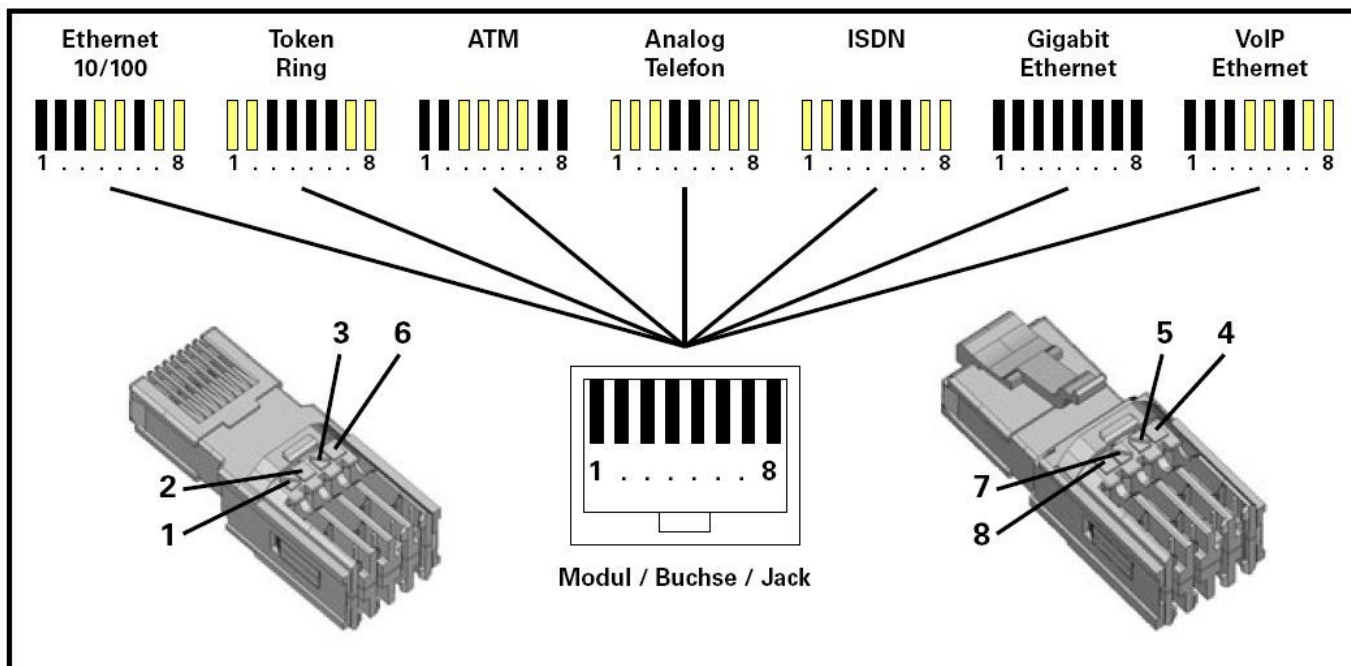 Ethernet 10/100
Token Ring
ATM
Analog Telefon
ISDN
Gigabit Ethernet
VoIP Ethernet
1 . . . . . . 8
1 . . . . . . 8
1 . . . . . . 8
1 . . . . . . 8
1 . . . . . . 8
1 . . . . . . 8
1 . . . . . . 8
3 6
2
1
1 . . . . . . 8
Modul / Buchse / Jack
5 4
7
8